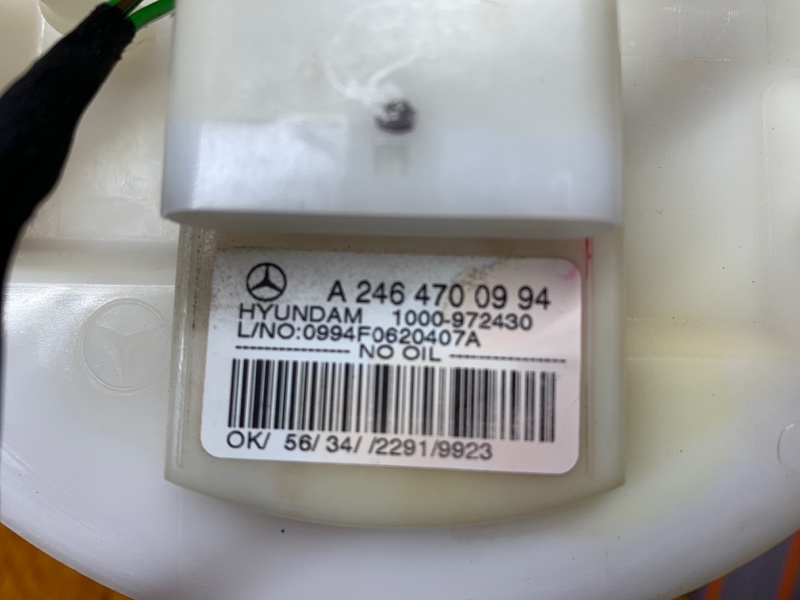 A 246 470 09 94
HYUNDAM 1000-972430
L/NO:0994F0620407A
NO OIL
OK/ 56/ 34/ /2291/9923